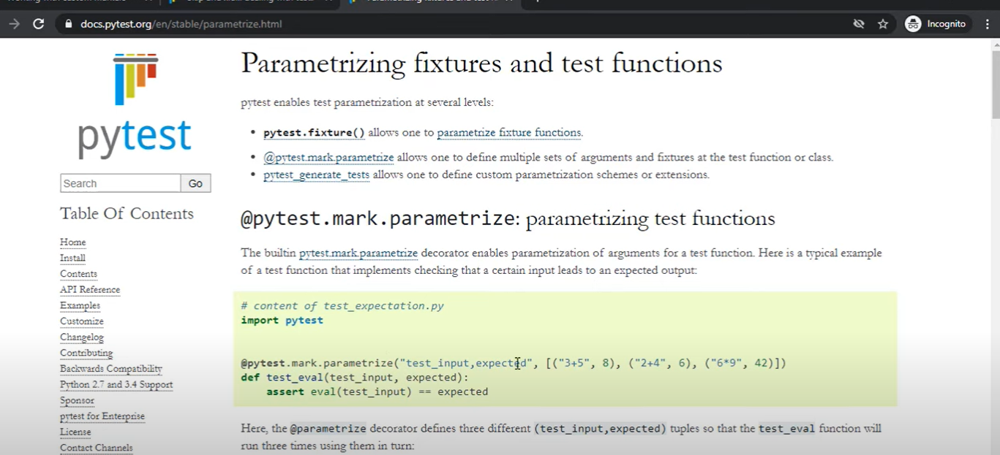 docs.pytest.org/en/stable/parametrize.html
Incognito
pytest
Search
Go
Table Of Contents
Home
Install
Contents
API Reference
Examples
Customize
Changelog
Contributing
Backwards Compatibility
Python 2.7 and 3.4 Support
Sponsor
pytest for Enterprise
License
Contact Channels
Parametrizing fixtures and test functions
pytest enables test parametrization at several levels:
• pytest.fixture() allows one to parametrize fixture functions.
• @pytest.mark.parametrize allows one to define multiple sets of arguments and fixtures at the test function or class.
• pytest_generate_tests allows one to define custom parametrization schemes or extensions.
@pytest.mark.parametrize: parametrizing test functions
The builtin pytest.mark.parametrize decorator enables parametrization of arguments for a test function. Here is a typical example
of a test function that implements checking that a certain input leads to an expected output:
# content of test_expectation.py
import pytest
@pytest.mark.parametrize("test_input,expected", [("3+5", 8), ("2+4", 6), ("6*9", 42)])
def test_eval(test_input, expected):
    assert eval(test_input) == expected
Here, the @parametrize decorator defines three different (test_input,expected) tuples so that the test_eval function will
run three times using them in turn: